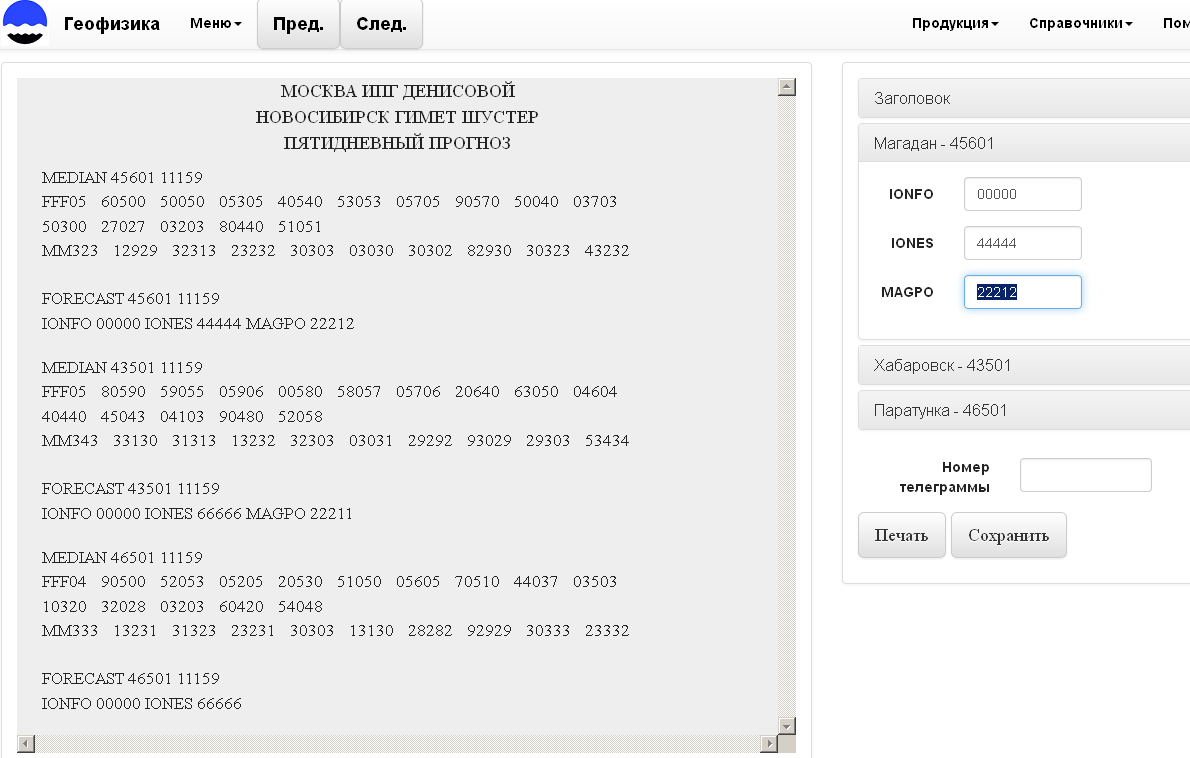 Геофизика Меню Пред. След. Продукция Справочники Пом
МОСКВА ИПГ ДЕНИСОВОЙ
НОВОСИБИРСК ГИМЕТ ШУСТЕР
ПЯТИДНЕВНЫЙ ПРОГНОЗ
MEDIAN 45601 11159
FFF05 60500 50050 05305 40540 53053 05705 90570 50040 03703
50300 27027 03203 80440 51051
MM323 12929 32313 23232 30303 03030 30302 82930 30323 43232
FORECAST 45601 11159
IONFO 00000 IONES 44444 MAGPO 22212
MEDIAN 43501 11159
FFF05 80590 59055 05906 00580 58057 05706 20640 63050 04604
40440 45043 04103 90480 52058
MM343 33130 31313 13232 32303 03031 29292 93029 29303 53434
FORECAST 43501 11159
IONFO 00000 IONES 66666 MAGPO 22211
MEDIAN 46501 11159
FFF04 90500 52053 05205 20530 51050 05605 70510 44037 03503
10320 32028 03203 60420 54048
MM333 13231 31323 23231 30303 13130 28282 92929 30333 23332
FORECAST 46501 11159
IONFO 00000 IONES 66666
Заголовок
Магадан - 45601
IONFO 00000
IONES 44444
MAGPO 22212
Хабаровск - 43501
Паратунка - 46501
Номер
телеграммы
Печать Сохранить